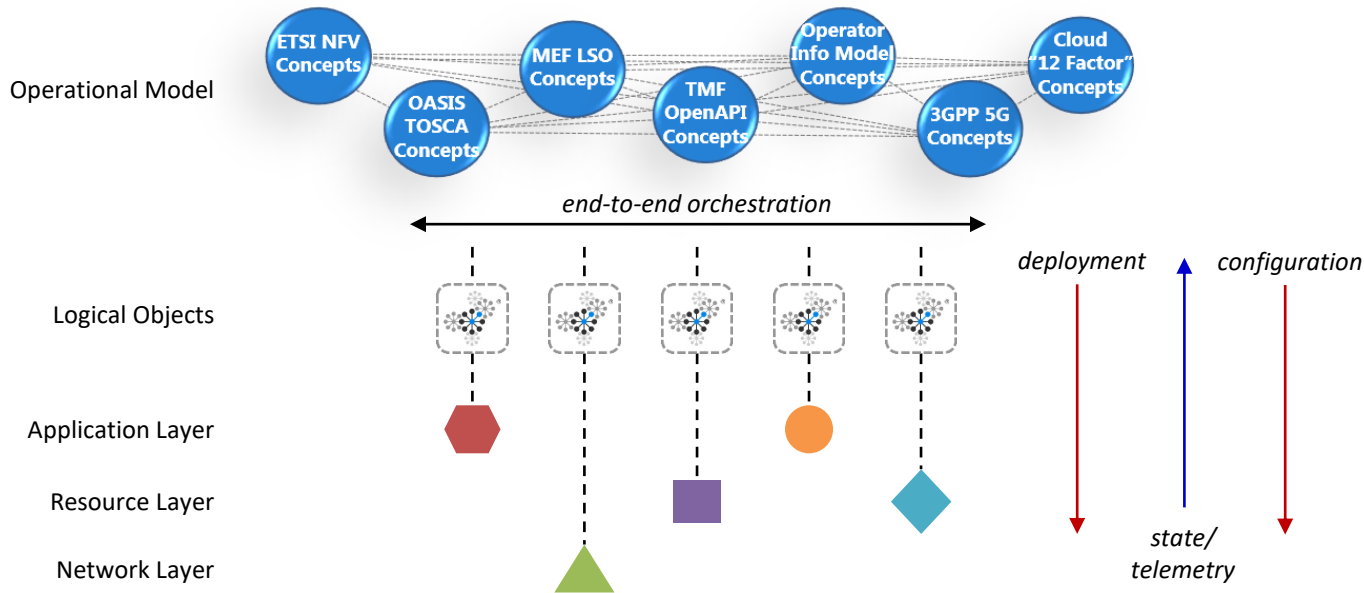 ETSI NFV
Concepts
MEF LSO
Concepts
Operator
Info Model
Concepts
Cloud
“12 Factor”
Concepts
Operational Model
OASIS
TOSCA
Concepts
TMF
OpenAPI
Concepts
3GPP 5G
Concepts
end-to-end orchestration
deployment
configuration
Logical Objects
Application Layer
Resource Layer
state/
telemetry
Network Layer